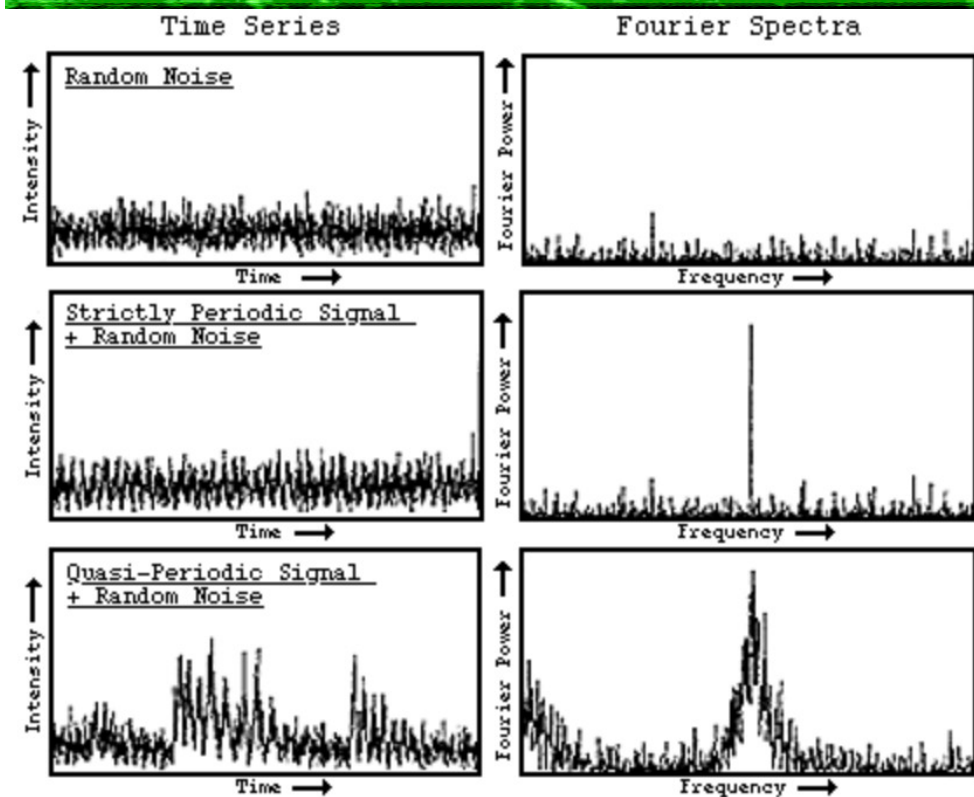 Time Series
Fourier Spectra
Random Noise
Intensity
Time
Fourier Power
Frequency
Strictly Periodic Signal
+ Random Noise
Intensity
Time
Fourier Power
Frequency
Quasi-Periodic Signal
+ Random Noise
Intensity
Time
Fourier Power
Frequency